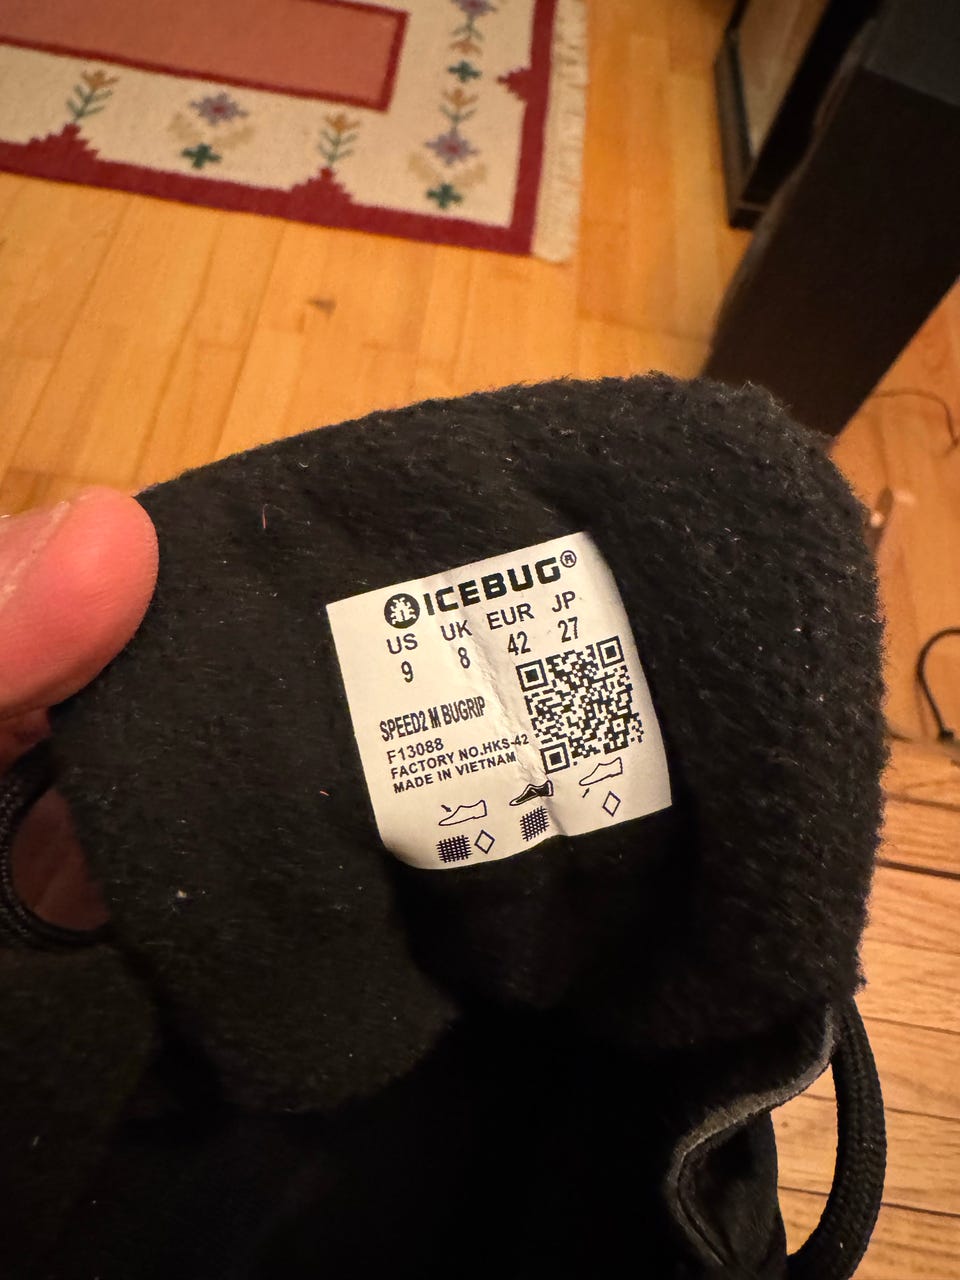 ICEBUG®
US UK EUR JP
9 8 42 27
SPEED2 M BUGRIP
F13088
FACTORY NO.HKS-42
MADE IN VIETNAM